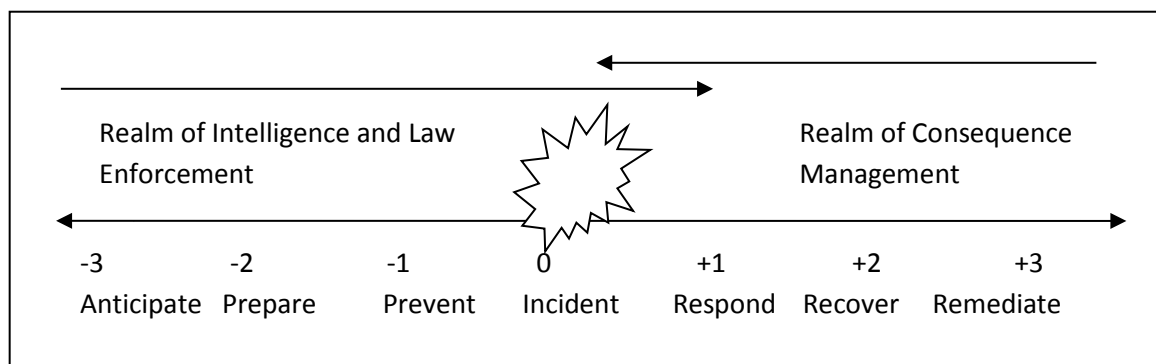 Realm of Intelligence and Law
Enforcement
Realm of Consequence
Management
-3 -2 -1 0 +1 +2 +3
Anticipate Prepare Prevent Incident Respond Recover Remediate